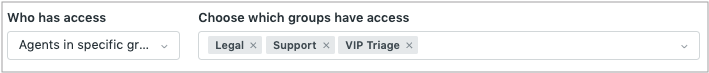 Who has access
Choose which groups have access
Agents in specific gr...
Legal × Support × VIP Triage ×